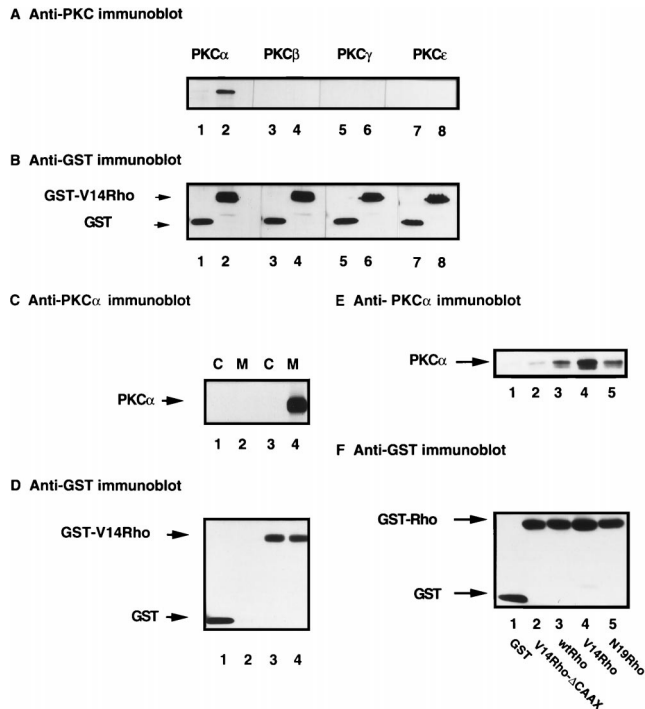 A Anti-PKC immunoblot
PKCα PKCβ PKCγ PKCε
1 2 3 4 5 6 7 8
B Anti-GST immunoblot
GST-V14Rho
GST
1 2 3 4 5 6 7 8
C Anti-PKCα immunoblot
C M C M
PKCα
1 2 3 4
D Anti-GST immunoblot
GST-V14Rho
GST
1 2 3 4
E Anti- PKCα immunoblot
PKCα
1 2 3 4 5
F Anti-GST immunoblot
GST-Rho
GST
1 2 3 4 5
GST V14Rho-ΔCAAX wtRho V14Rho N19Rho